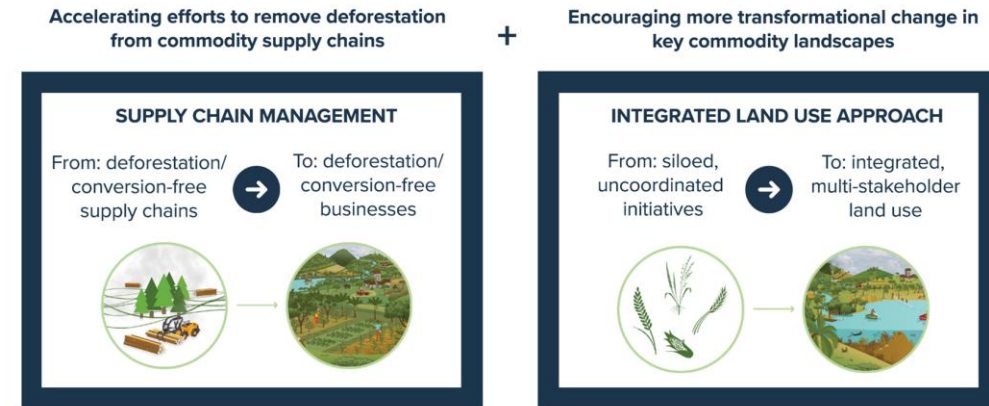 Accelerating efforts to remove deforestation
from commodity supply chains
+
Encouraging more transformational change in
key commodity landscapes
SUPPLY CHAIN MANAGEMENT
From: deforestation/
conversion-free
supply chains
To: deforestation/
conversion-free
businesses
INTEGRATED LAND USE APPROACH
From: siloed,
uncoordinated
initiatives
To: integrated,
multi-stakeholder
land use